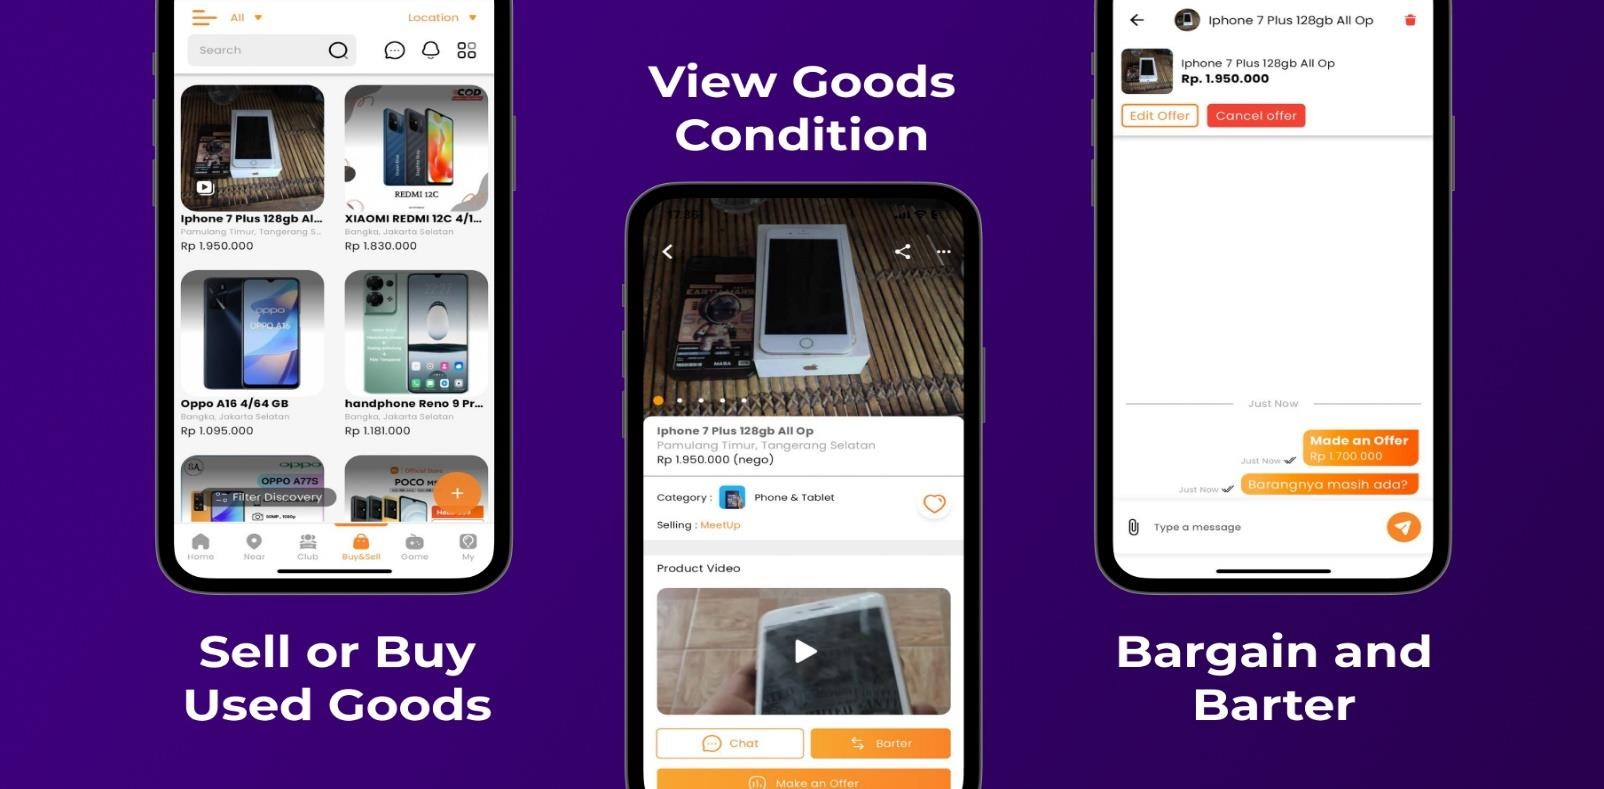 All
Location
Search
COD
REDMI 12C
Iphone 7 Plus 128gb Al...
Pamulang Timur, Tangerang S...
Rp 1.950.000
XIAOMI REDMI 12C 4/1...
Bangka, Jakarta Selatan
Rp 1.830.000
oppo
OPPO A16
Oppo A16 4/64 GB
Bangka, Jakarta Selatan
Rp 1.095.000
handphone Reno 9 Pr...
Bangka, Jakarta Selatan
Rp 1.181.000
SA
oppo
OPPO A77S
50MP, 1080p
Official Store
POCO
Filter Discovery
+
Home
Near
Club
Buy&Sell
Game
My
Sell or Buy
Used Goods
View Goods
Condition
Iphone 7 Plus 128gb All Op
Pamulang Timur, Tangerang Selatan
Rp 1.950.000 (nego)
Category :
Phone & Tablet
Selling : MeetUp
Product Video
Chat
Barter
Make an Offer
Iphone 7 Plus 128gb All Op
Iphone 7 Plus 128gb All Op
Rp. 1.950.000
Edit Offer
Cancel offer
Just Now
Made an Offer
Rp 1.700.000
Just Now
Barangnya masih ada?
Just Now
Type a message
Bargain and
Barter